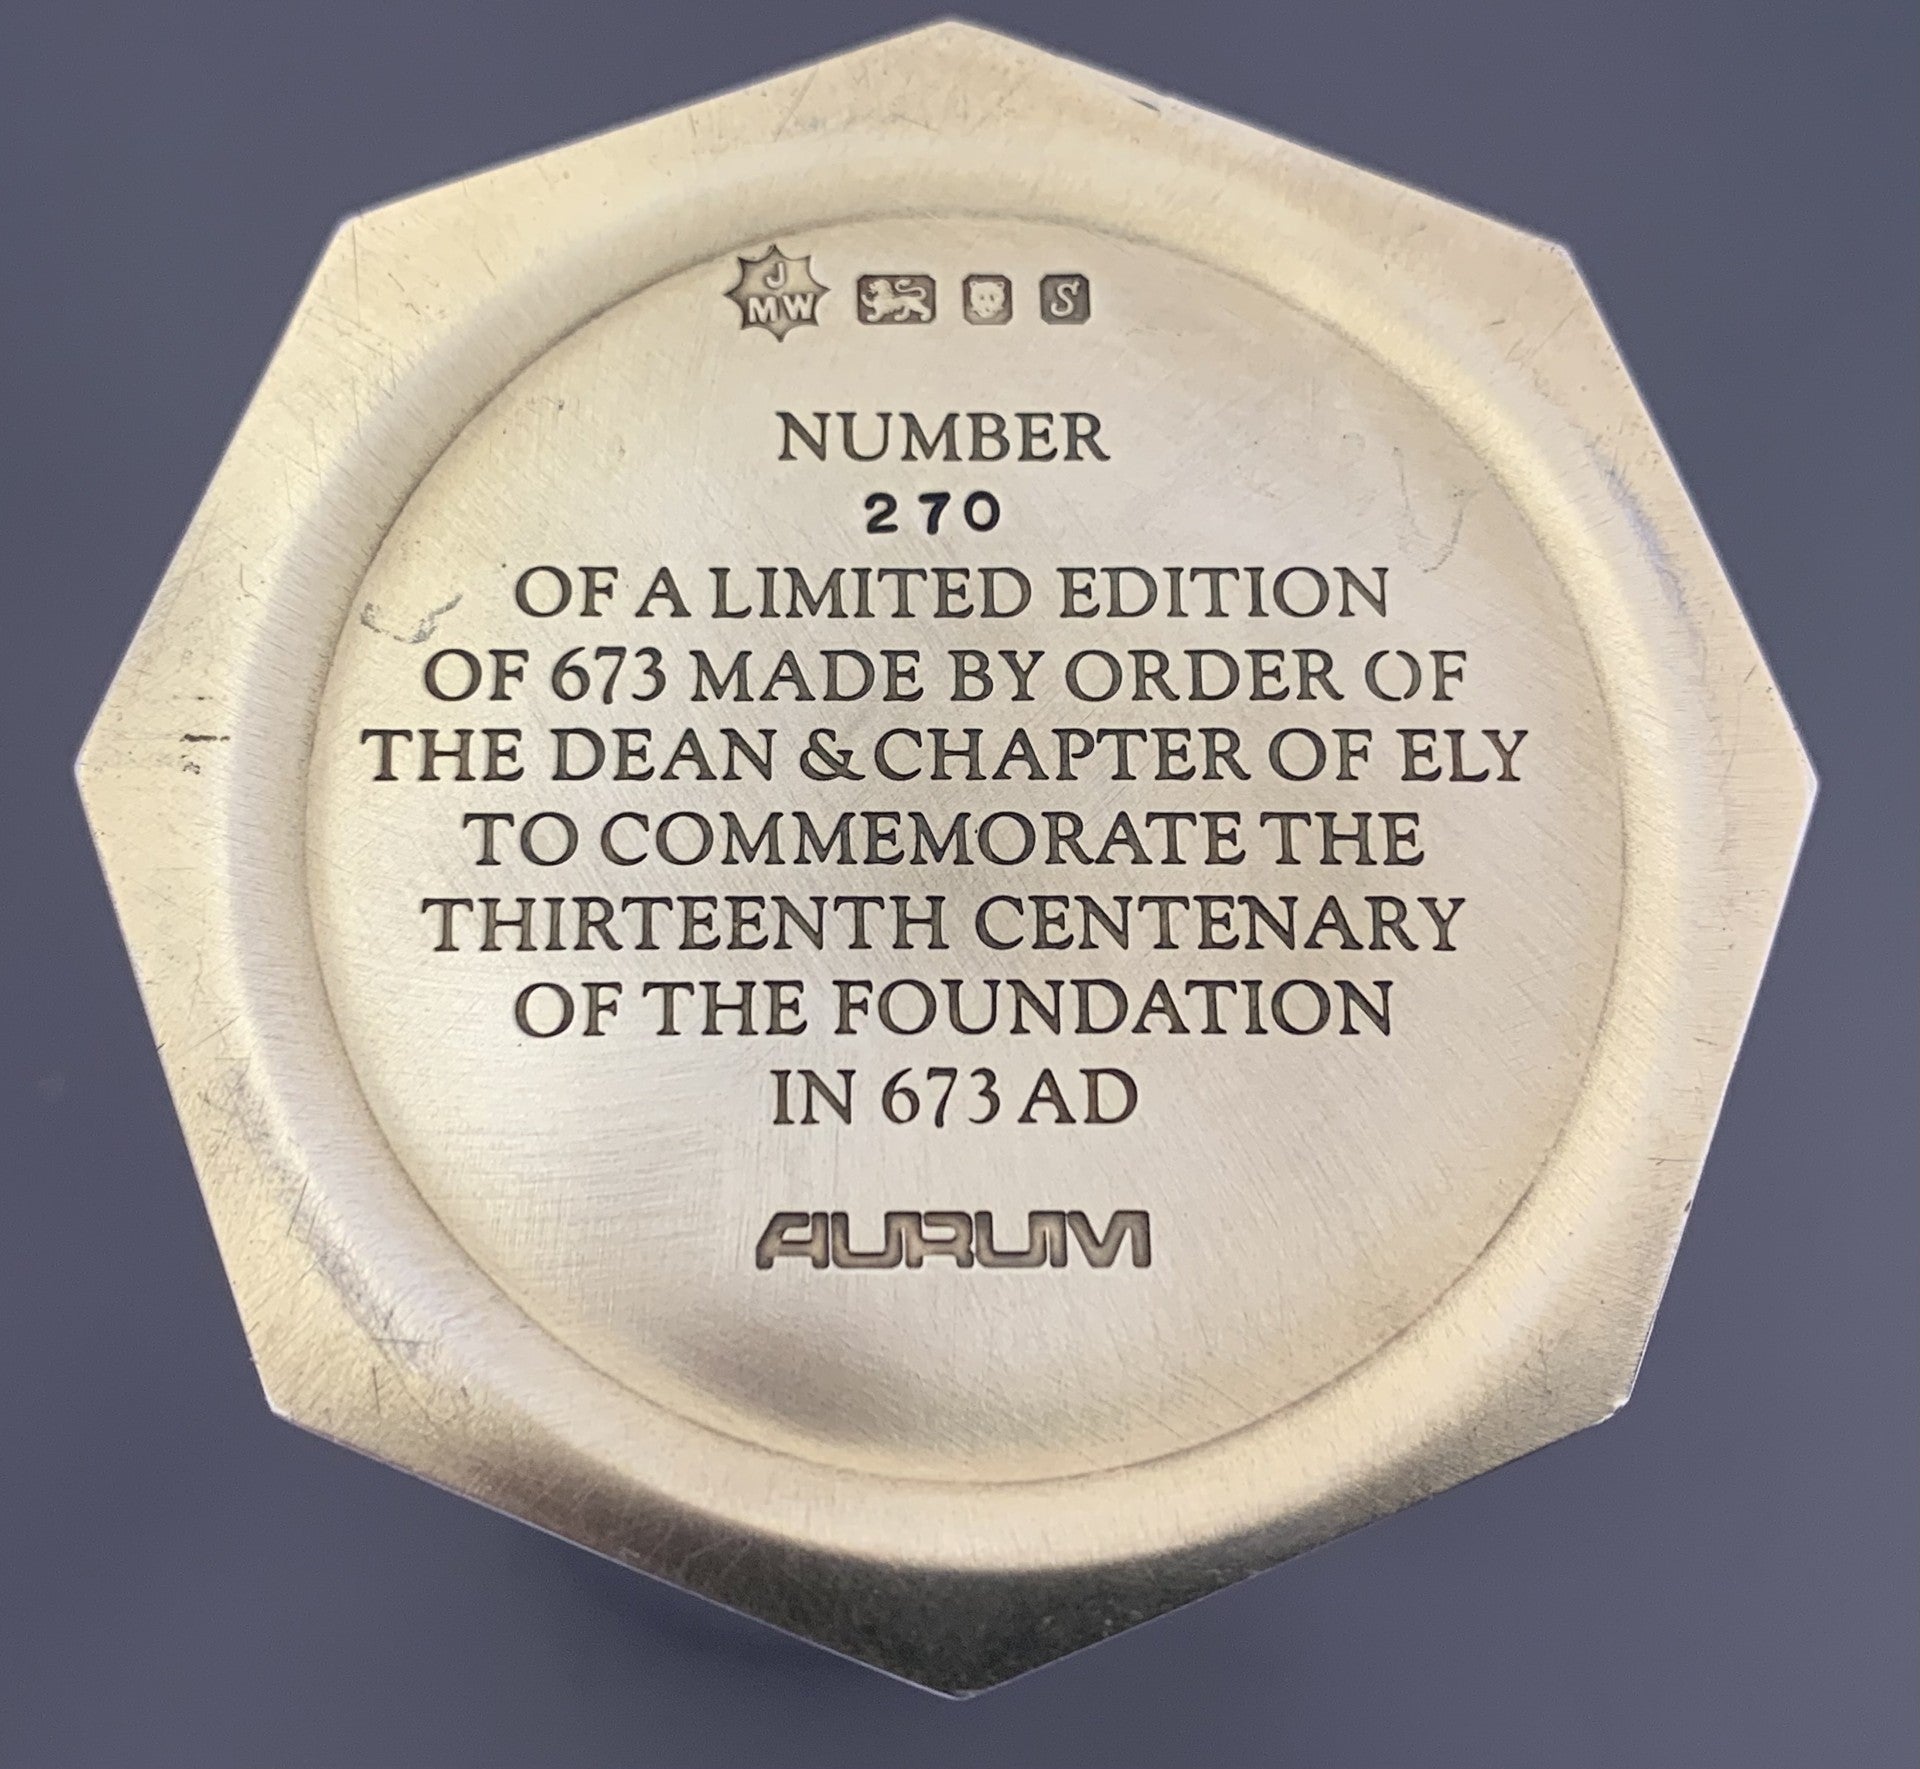 J
MW S
NUMBER
270
OF A LIMITED EDITION
OF 673 MADE BY ORDER OF
THE DEAN & CHAPTER OF ELY
TO COMMEMORATE THE
THIRTEENTH CENTENARY
OF THE FOUNDATION
IN 673 AD
AURUM